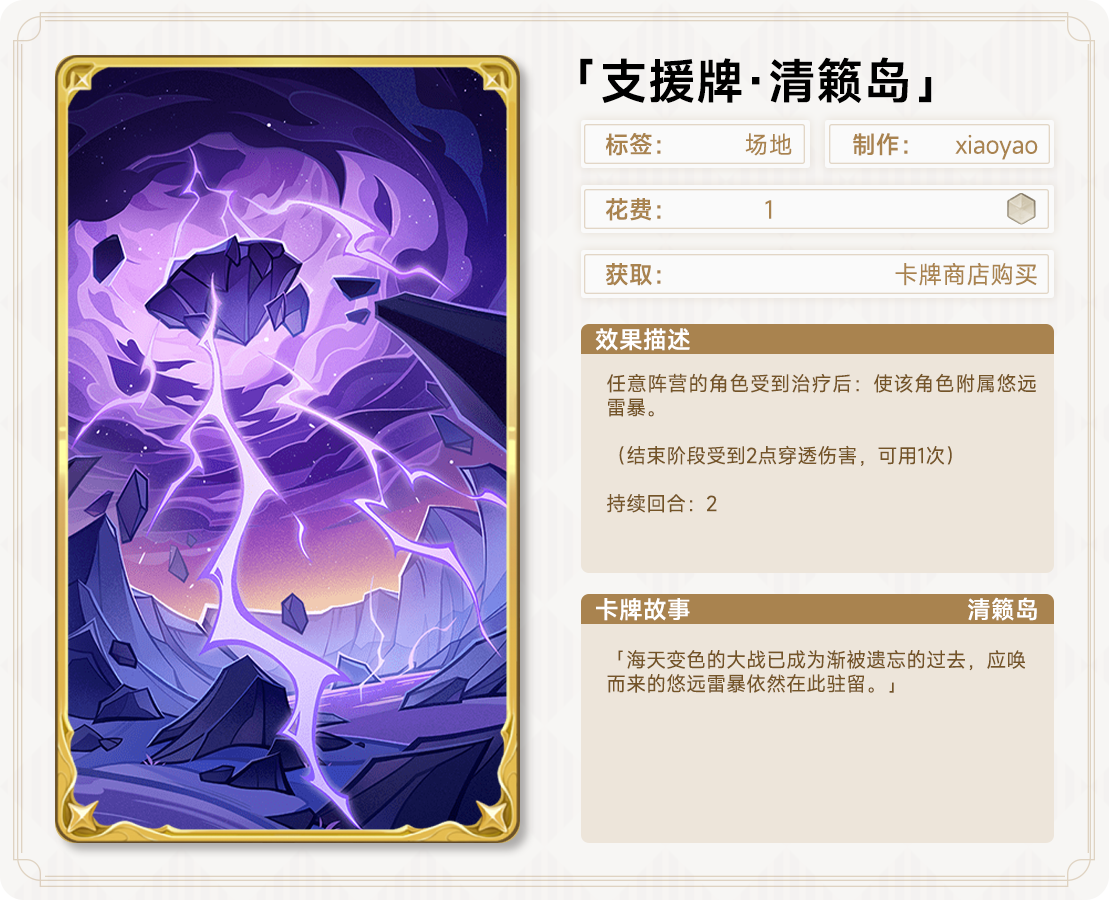 「支援牌·清籁岛」
标签： 场地
制作： xiaoyao
花费： 1
获取： 卡牌商店购买
效果描述
任意阵营的角色受到治疗后：使该角色附属悠远
雷暴。
（结束阶段受到2点穿透伤害，可用1次）
持续回合：2
卡牌故事 清籁岛
「海天变色的大战已成为渐被遗忘的过去，应唤
而来的悠远雷暴依然在此驻留。」